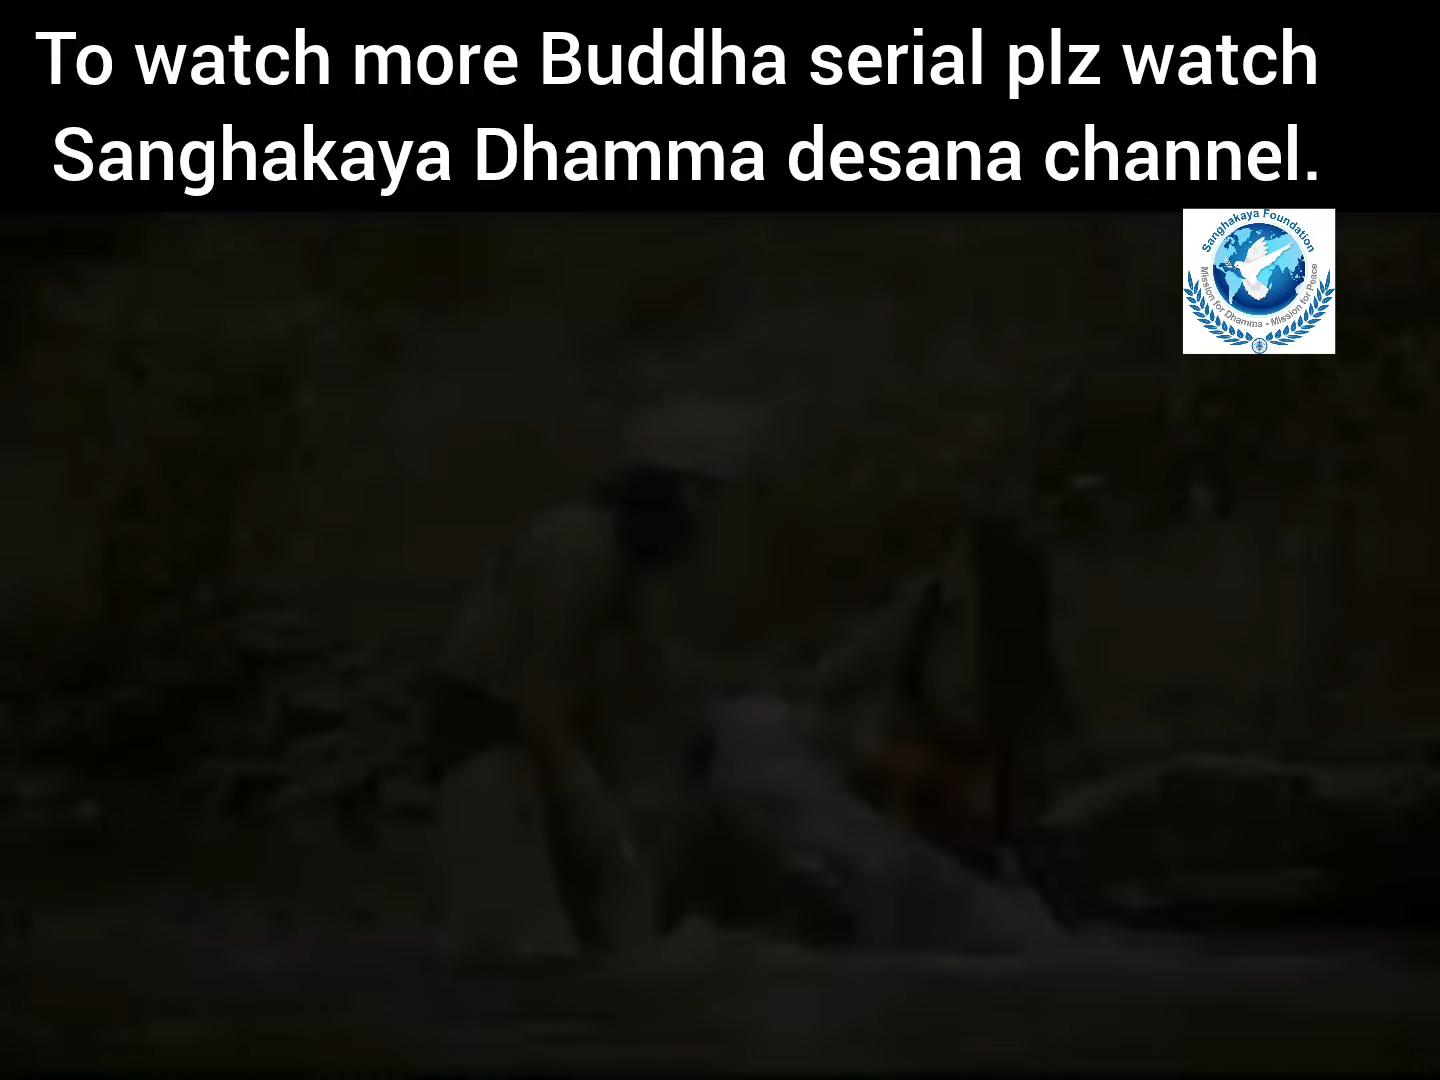 To watch more Buddha serial plz watch
Sanghakaya Dhamma desana channel.
Sanghakaya Foundation
Mission for Dhamma - Mission for Peace